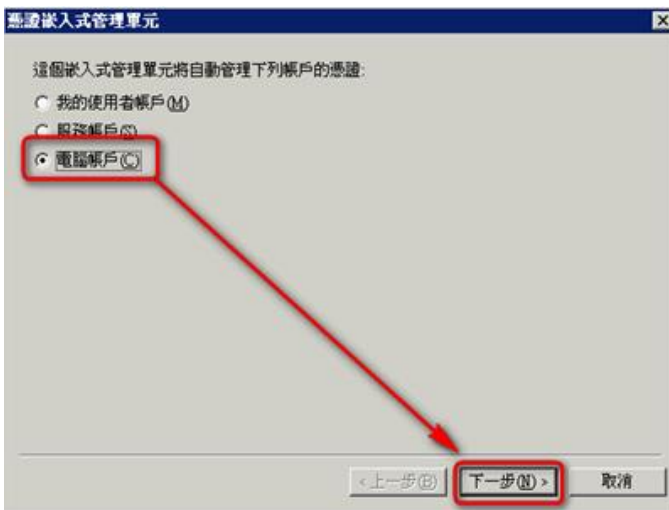 憑證嵌入式管理單元
這個嵌入式管理單元將自動管理下列帳戶的憑證:
我的使用者帳戶(M)
服務帳戶(S)
電腦帳戶(C)
<上一步(B) 下一步(N)> 取消